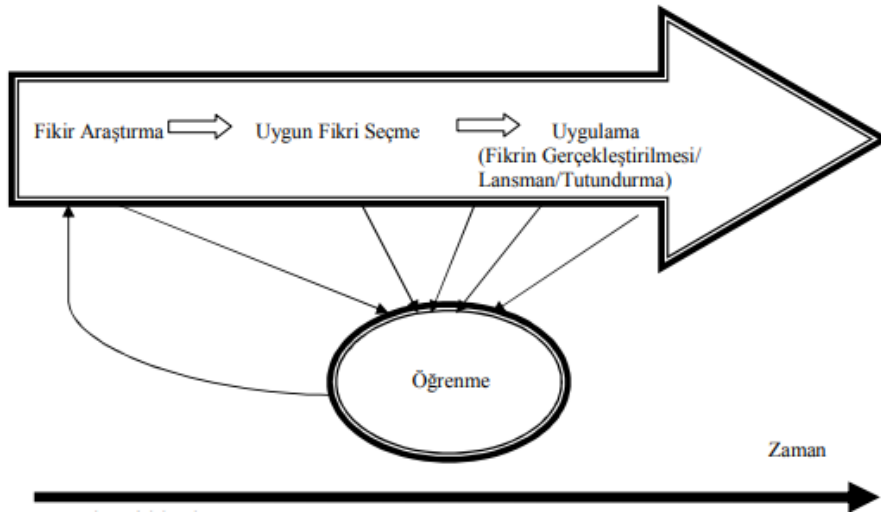 Fikir Araştırma
Uygun Fikri Seçme
Uygulama
(Fikrin Gerçekleştirilmesi/
Lansman/Tutundurma)
Öğrenme
Zaman